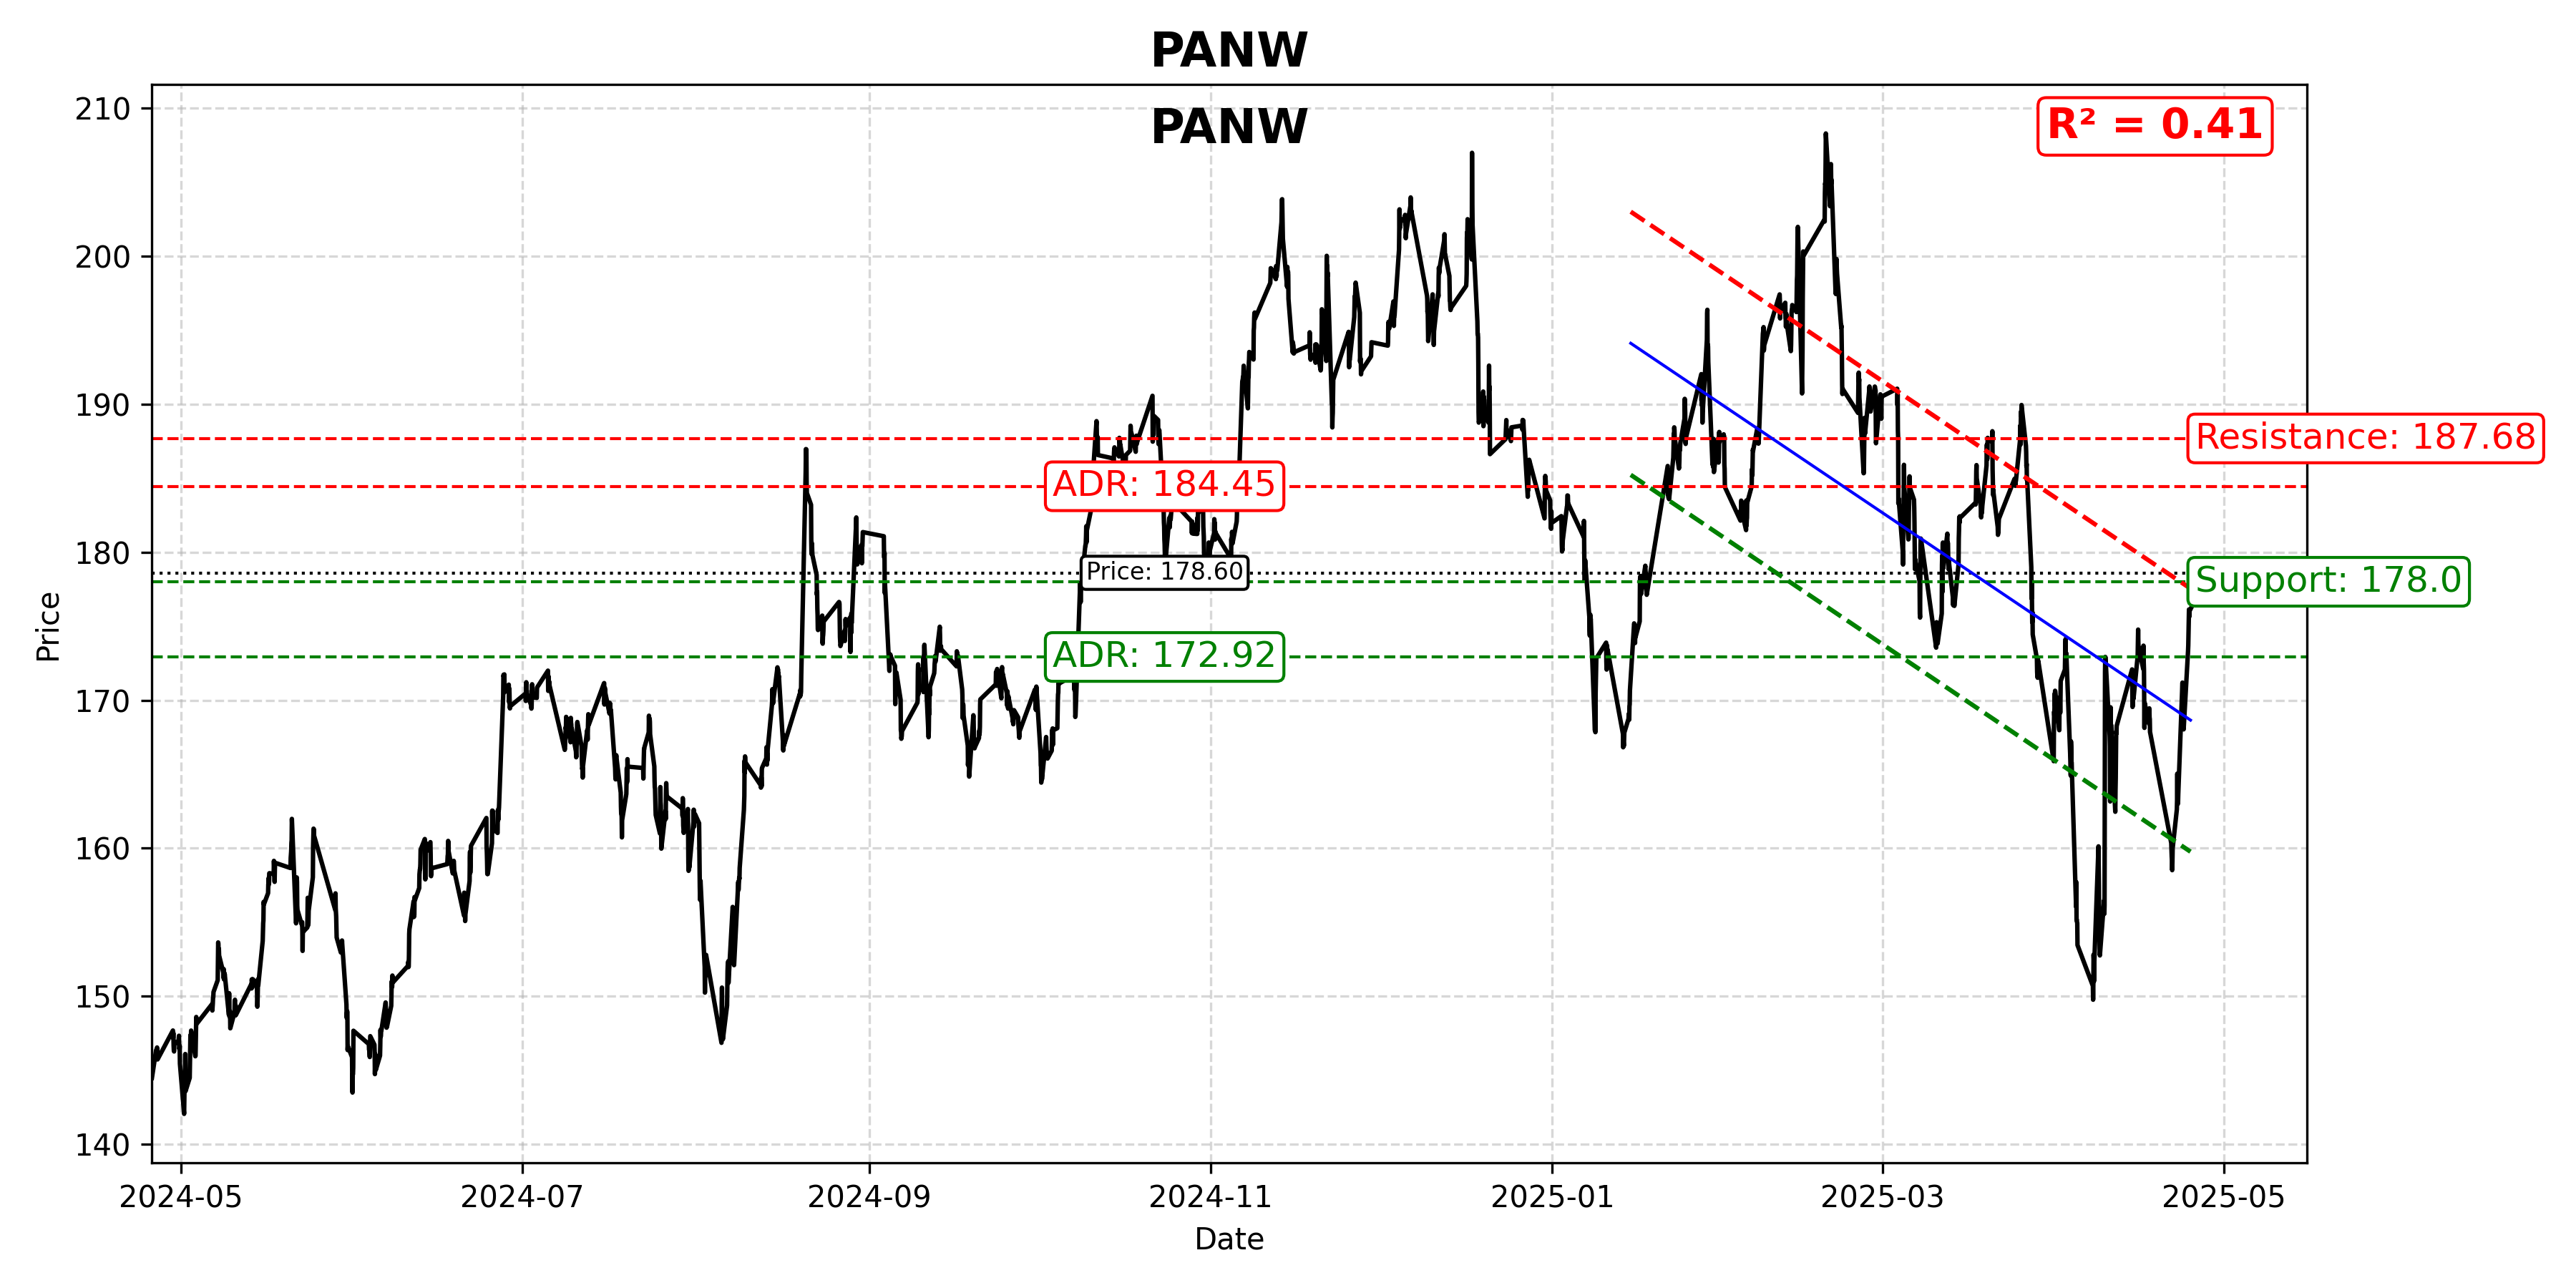 PANW
PANW
R² = 0.41
210
200
190
180
170
160
150
140
Price
Resistance: 187.68
ADR: 184.45
Price: 178.60
Support: 178.0
ADR: 172.92
2024-05
2024-07
2024-09
2024-11
2025-01
2025-03
2025-05
Date